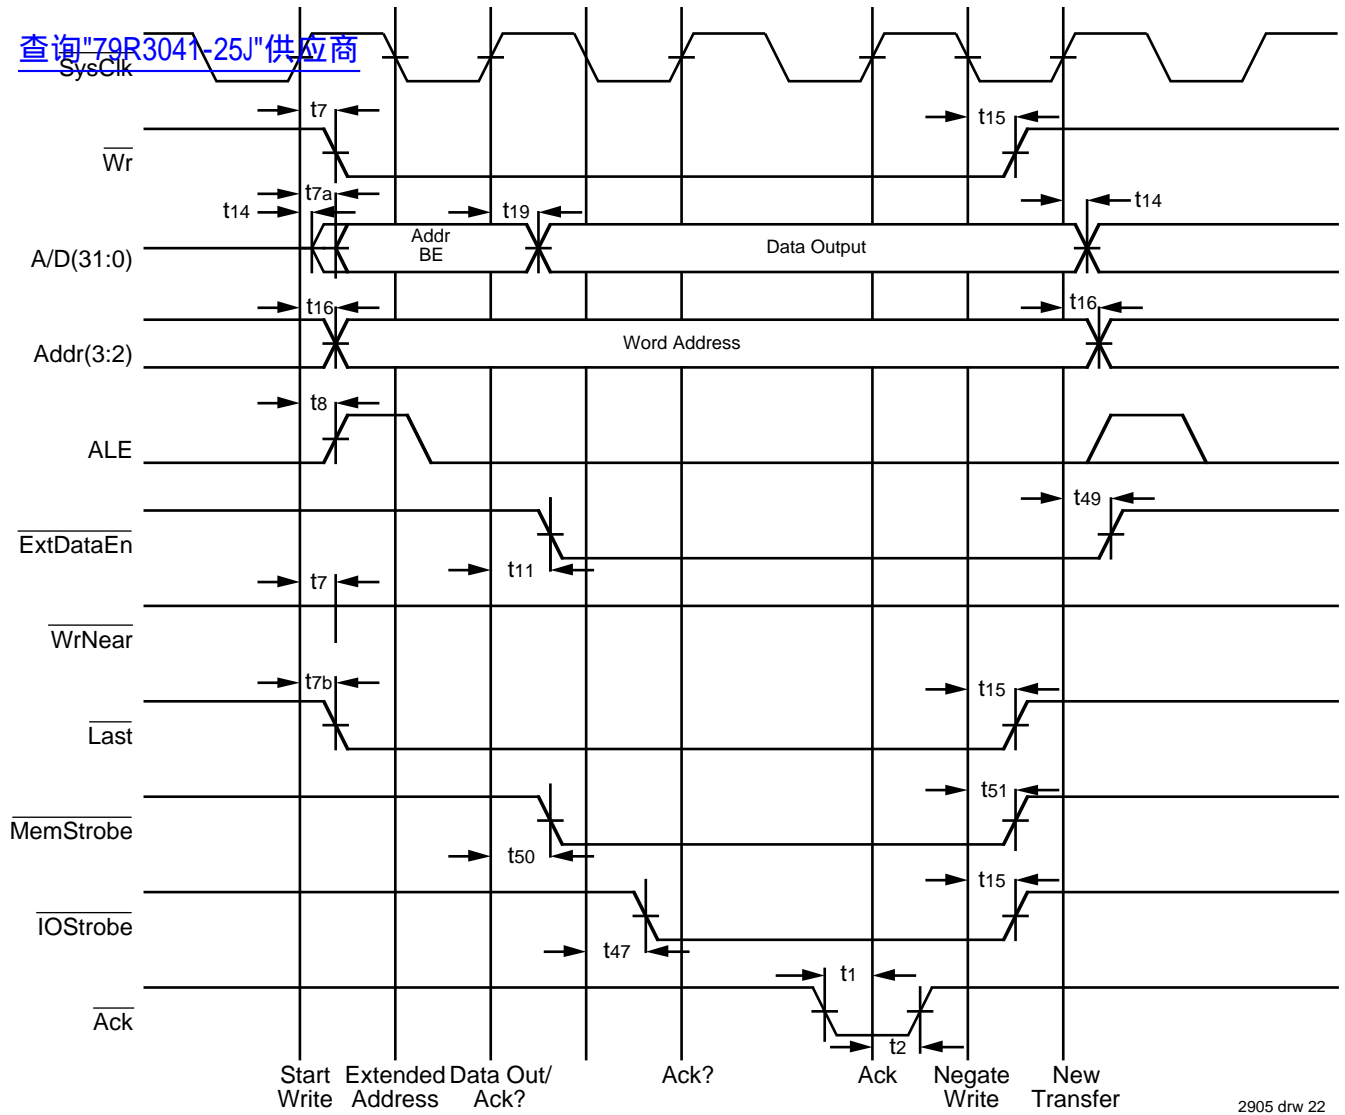 查询"79R3041-25J"供应商
SysClk
t7
t15
Wr
t7a
t14
t19
t14
Addr
BE
Data Output
A/D(31:0)
t16
t16
Word Address
Addr(3:2)
t8
ALE
t49
ExtDataEn
t11
t7
WrNear
t7b
t15
Last
t51
MemStrobe
t50
t15
IOStrobe
t47
t1
Ack
t2
Start Extended Data Out/ Ack? Ack Negate New
Write Address Ack? Write Transfer
2905 drw 22